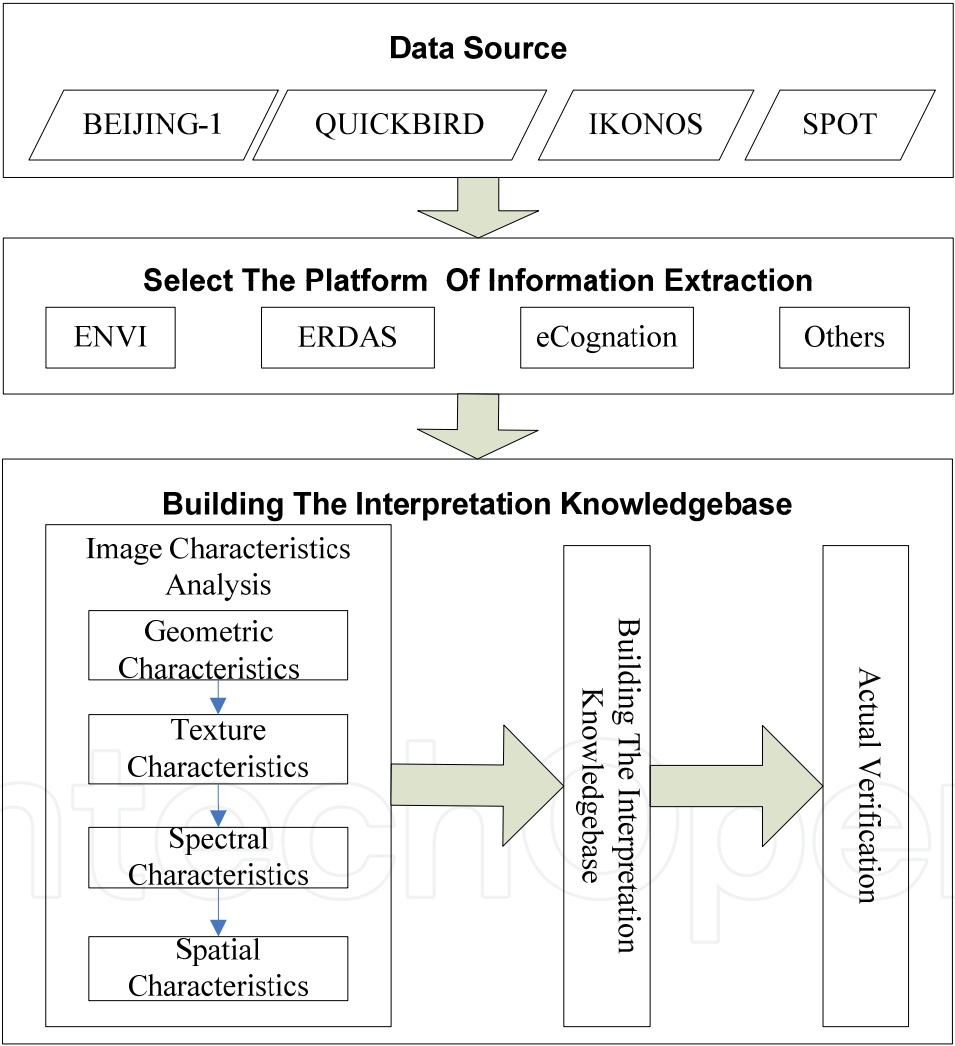 Data Source
BEIJING-1
QUICKBIRD
IKONOS
SPOT
Select The Platform Of Information Extraction
ENVI
ERDAS
eCognation
Others
Building The Interpretation Knowledgebase
Image Characteristics
Analysis
Geometric
Characteristics
Texture
Characteristics
Spectral
Characteristics
Spatial
Characteristics
Building The Interpretation
Knowledgebase
Actual Verification
ntechOpen